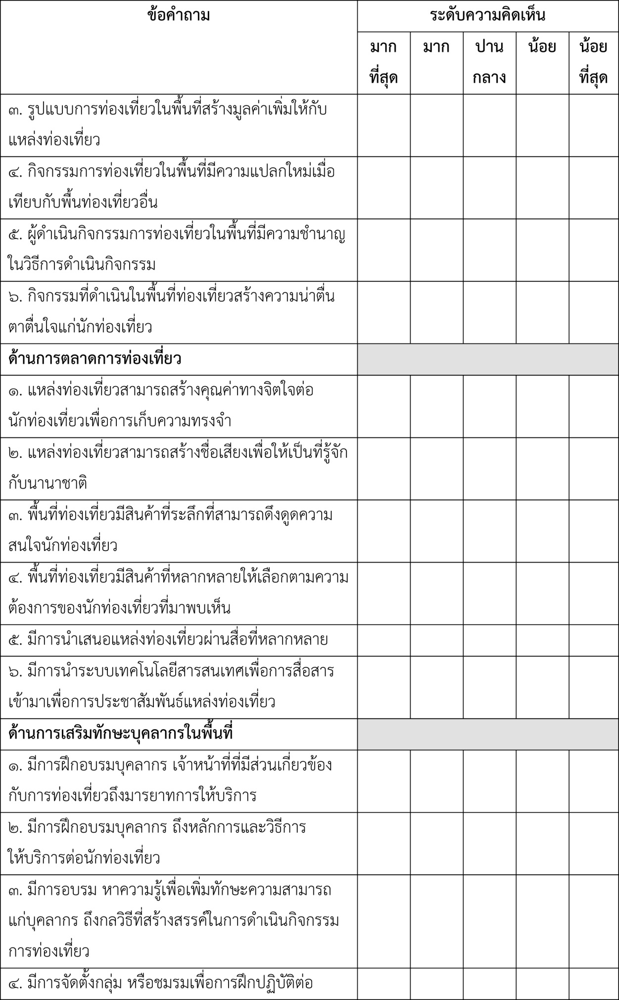 ข้อคำถาม
ระดับความคิดเห็น
มาก
ที่สุด
มาก
ปาน
กลาง
น้อย
น้อย
ที่สุด
๓. รูปแบบการท่องเที่ยวในพื้นที่สร้างมูลค่าเพิ่มให้กับ
แหล่งท่องเที่ยว
๔. กิจกรรมการท่องเที่ยวในพื้นที่มีความแปลกใหม่เมื่อ
เทียบกับพื้นท่องเที่ยวอื่น
๕. ผู้ดำเนินกิจกรรมการท่องเที่ยวในพื้นที่มีความชำนาญ
ในวิธีการดำเนินกิจกรรม
๖. กิจกรรมที่ดำเนินในพื้นที่ท่องเที่ยวสร้างความน่าตื่น
ตาตื่นใจแก่นักท่องเที่ยว
ด้านการตลาดการท่องเที่ยว
๑. แหล่งท่องเที่ยวสามารถสร้างคุณค่าทางจิตใจต่อ
นักท่องเที่ยวเพื่อการเก็บความทรงจำ
๒. แหล่งท่องเที่ยวสามารถสร้างชื่อเสียงเพื่อให้เป็นที่รู้จัก
กับนานาชาติ
๓. พื้นที่ท่องเที่ยวมีสินค้าที่ระลึกที่สามารถดึงดูดความ
สนใจนักท่องเที่ยว
๔. พื้นที่ท่องเที่ยวมีสินค้าที่หลากหลายให้เลือกตามความ
ต้องการของนักท่องเที่ยวที่มาพบเห็น
๕. มีการนำเสนอแหล่งท่องเที่ยวผ่านสื่อที่หลากหลาย
๖. มีการนำระบบเทคโนโลยีสารสนเทศเพื่อการสื่อสาร
เข้ามาเพื่อการประชาสัมพันธ์แหล่งท่องเที่ยว
ด้านการเสริมทักษะบุคลากรในพื้นที่
๑. มีการฝึกอบรมบุคลากร เจ้าหน้าที่ที่มีส่วนเกี่ยวข้อง
กับการท่องเที่ยวถึงมารยาทการให้บริการ
๒. มีการฝึกอบรมบุคลากร ถึงหลักการและวิธีการ
ให้บริการต่อนักท่องเที่ยว
๓. มีการอบรม หาความรู้เพื่อเพิ่มทักษะความสามารถ
แก่บุคลากร ถึงกลวิธีที่สร้างสรรค์ในการดำเนินกิจกรรม
การท่องเที่ยว
๔. มีการจัดตั้งกลุ่ม หรือชมรมเพื่อการฝึกปฏิบัติต่อ